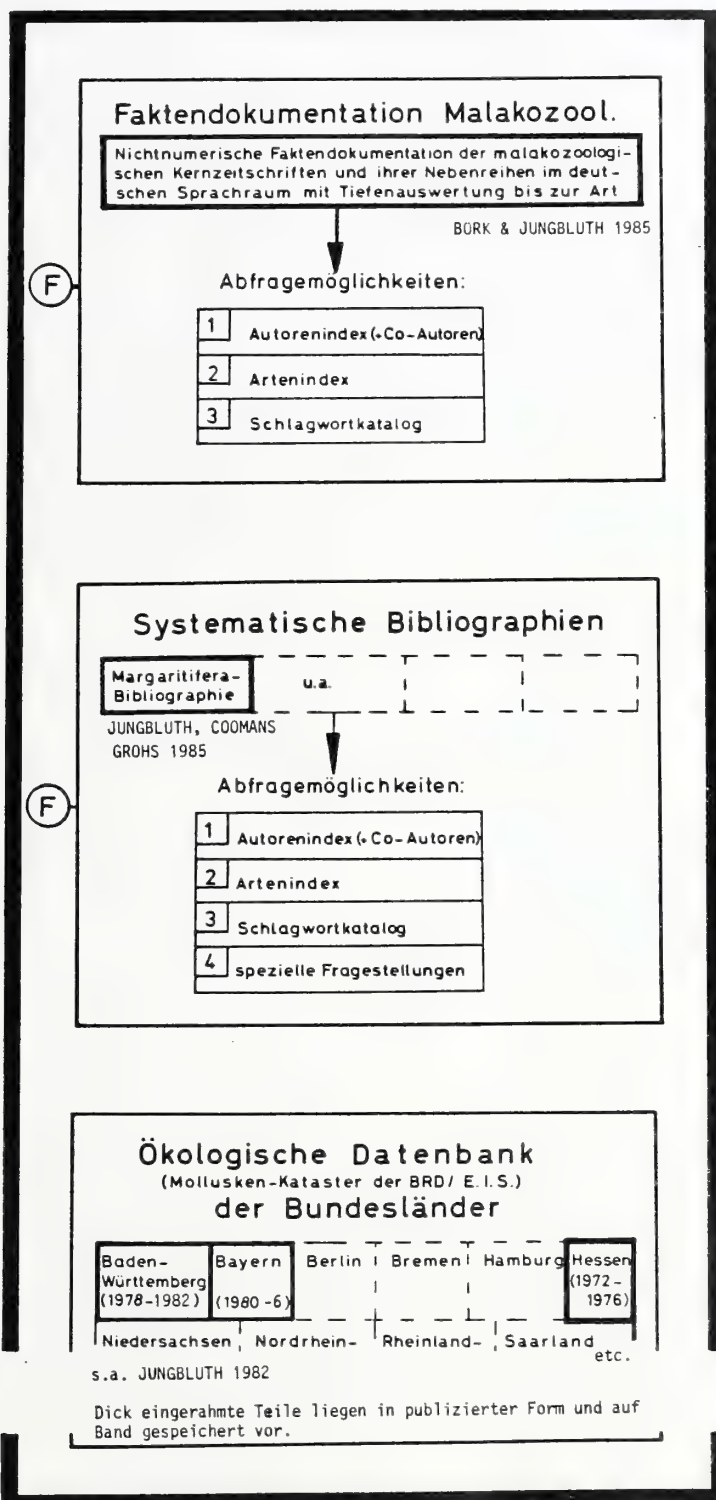 Faktendokumentation Malakozool.
Nichtnumerische Faktendokumentation der malakozoologi-
schen Kernzeitschriften und ihrer Nebenreihen im deut-
schen Sprachraum mit Tiefenauswertung bis zur Art
BORK & JUNGBLUTH 1985
F
Abfragemöglichkeiten:
1 Autorenindex (+Co-Autoren)
2 Artenindex
3 Schlagwortkatalog
Systematische Bibliographien
Margaritifera-
Bibliographie
u.a.
JUNGBLUTH, COOMANS
GROHS 1985
F
Abfragemöglichkeiten:
1 Autorenindex (+Co-Autoren)
2 Artenindex
3 Schlagwortkatalog
4 spezielle Fragestellungen
Ökologische Datenbank
(Mollusken-Kataster der BRD/ E.I.S.)
der Bundesländer
Baden-
Württemberg
(1978-1982)
Bayern
(1980-6)
Berlin
Bremen
Hamburg
Hessen
(1972-
1976)
Niedersachsen
Nordrhein-
Rheinland-
Saarland
etc.
s.a. JUNGBLUTH 1982
Dick eingerahmte Teile liegen in publizierter Form und auf
Band gespeichert vor.